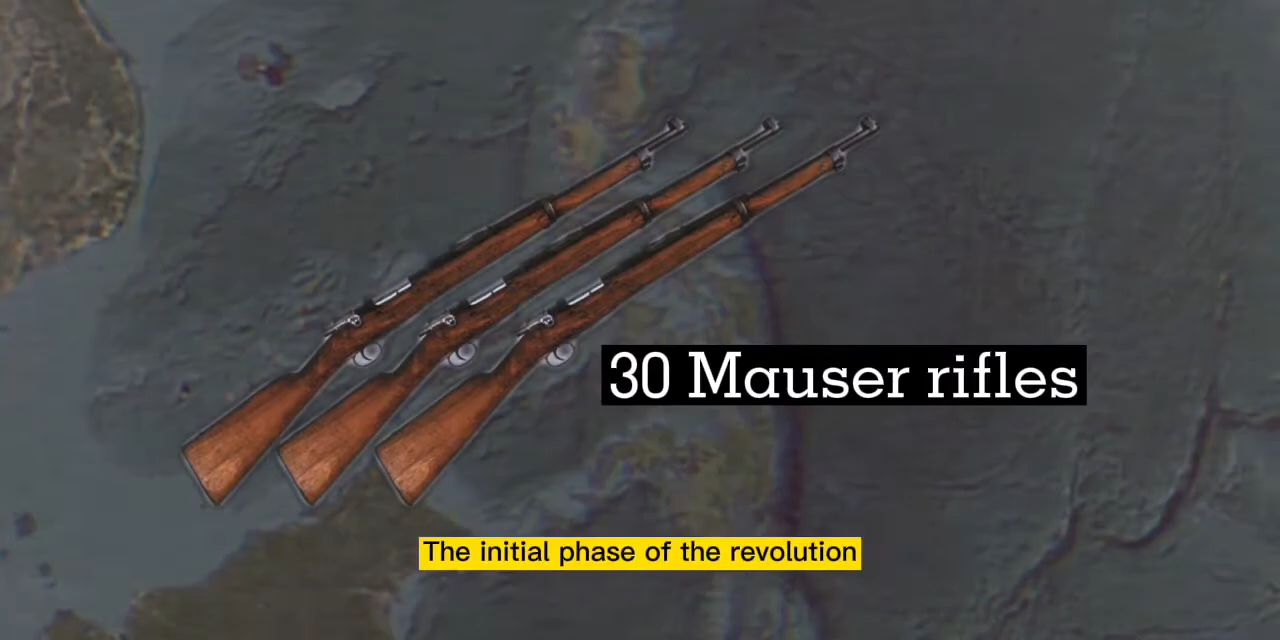 30 Mauser rifles
The initial phase of the revolution